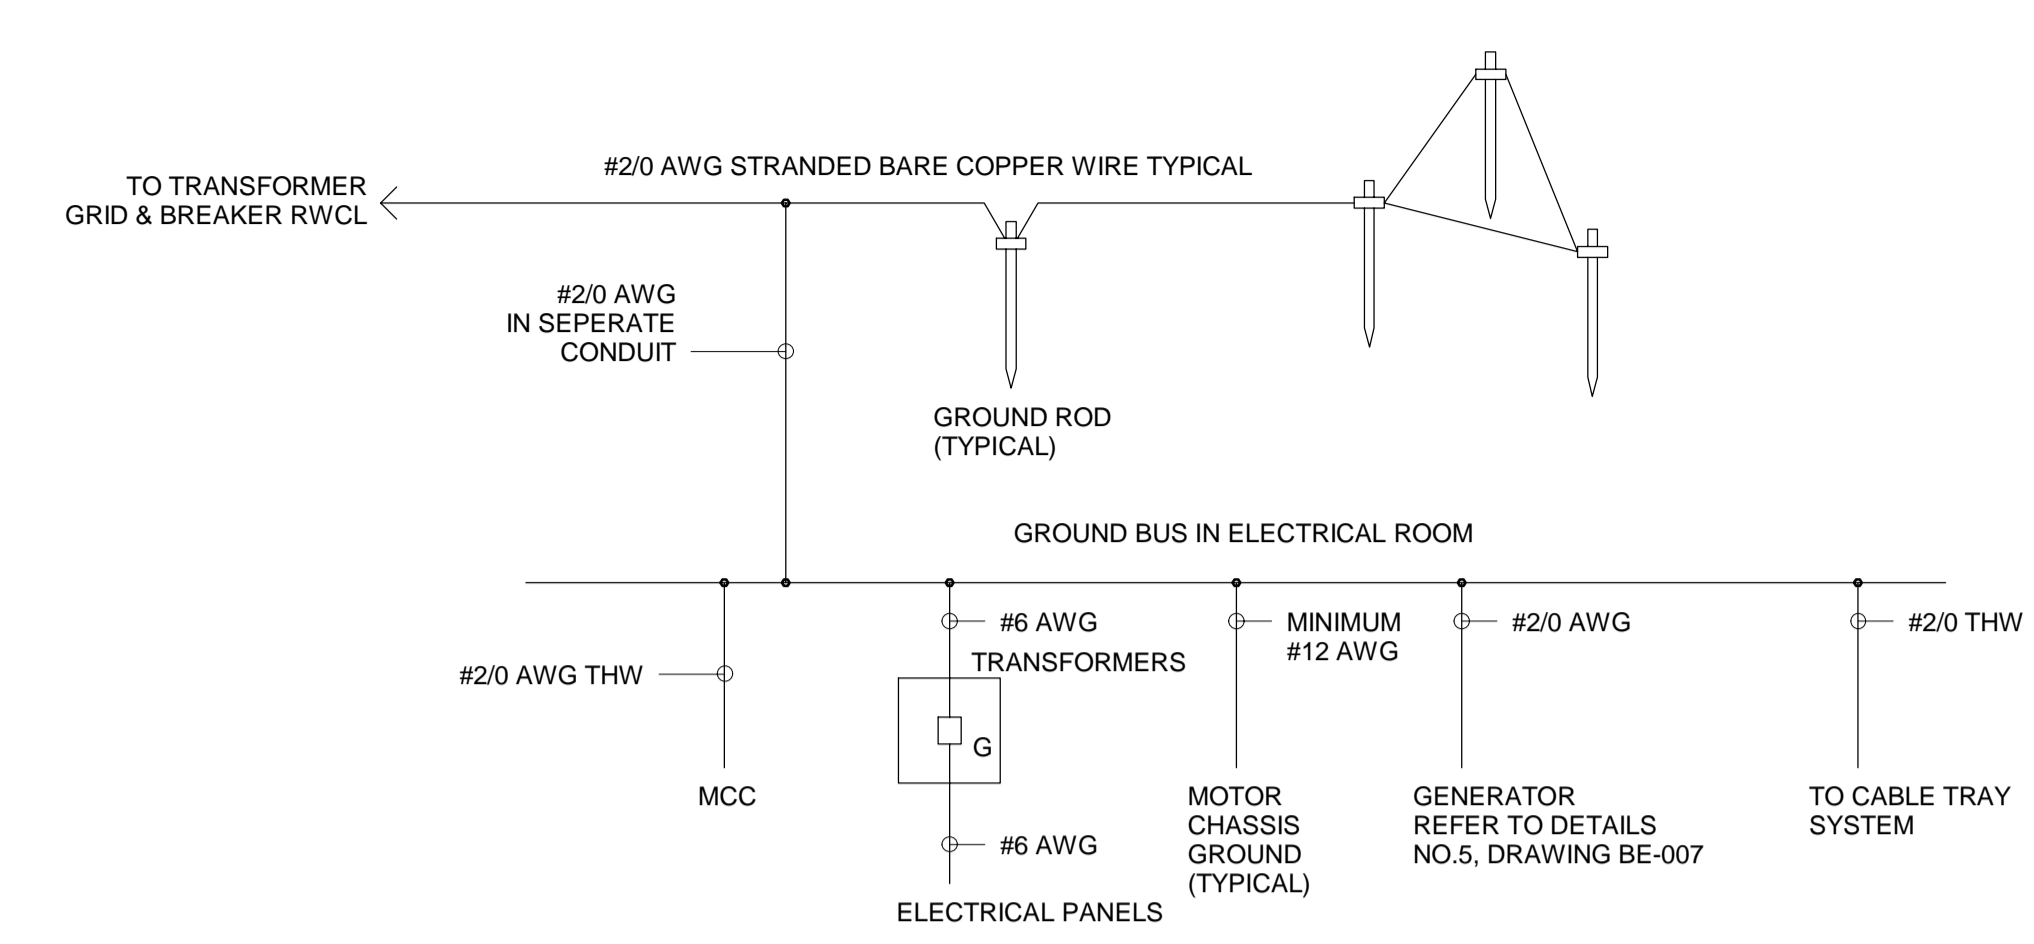 #2/0 AWG STRANDED BARE COPPER WIRE TYPICAL
TO TRANSFORMER
GRID & BREAKER RWCL
#2/0 AWG
IN SEPERATE
CONDUIT
GROUND ROD
(TYPICAL)
GROUND BUS IN ELECTRICAL ROOM
#2/0 AWG THW
MCC
#6 AWG
TRANSFORMERS
G
#6 AWG
ELECTRICAL PANELS
MINIMUM
#12 AWG
MOTOR
CHASSIS
GROUND
(TYPICAL)
#2/0 AWG
GENERATOR
REFER TO DETAILS
NO.5, DRAWING BE-007
#2/0 THW
TO CABLE TRAY
SYSTEM